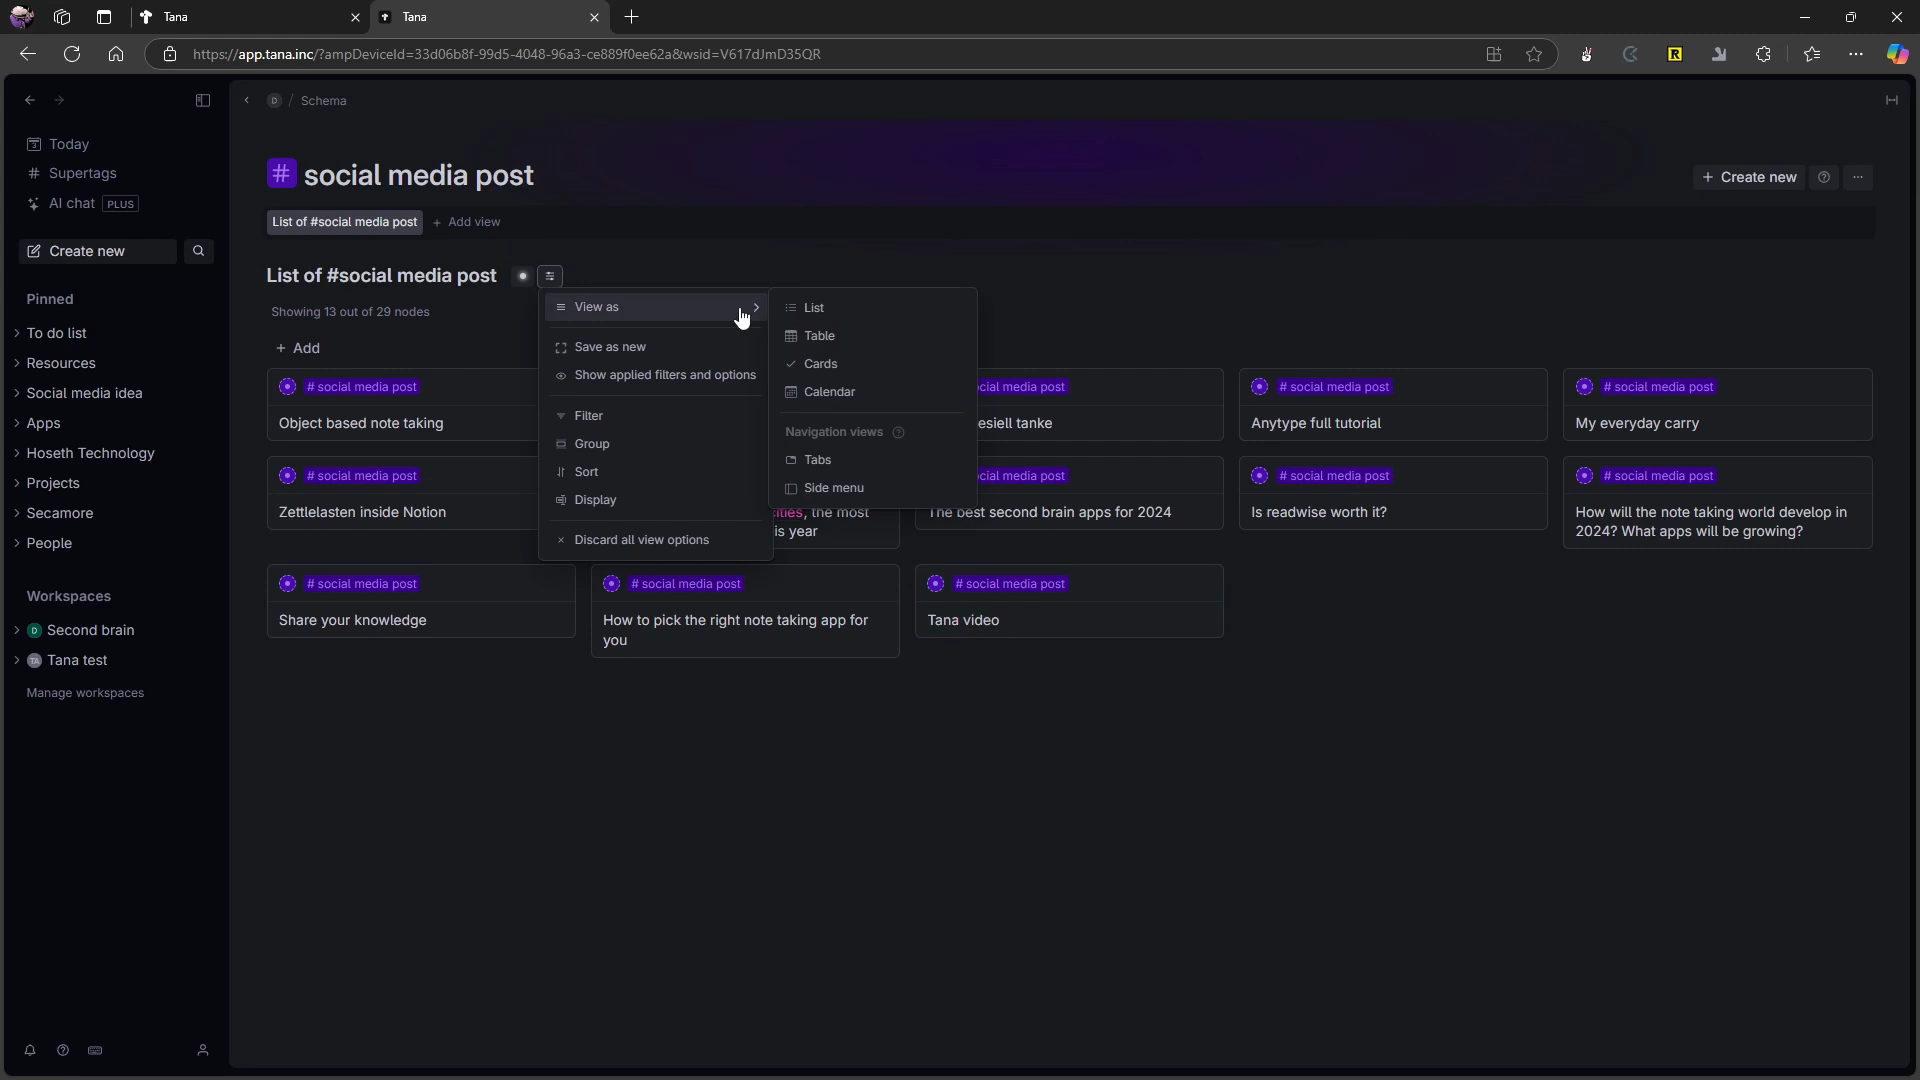 Tana
Tana
https://app.tana.inc/?ampDeviceId=33d06b8f-99d5-4048-96a3-ce889f0ee62a&wsid=V617dJmD35QR
Today
# Supertags
AI chat PLUS
Create new
Pinned
To do list
Resources
Social media idea
Apps
Hoseth Technology
Projects
Secamore
People
Workspaces
D Second brain
TA Tana test
Manage workspaces
D / Schema
# social media post
+ Create new
List of #social media post + Add view
List of #social media post
Showing 13 out of 29 nodes
+ Add
View as
Save as new
Show applied filters and options
Filter
Group
Sort
Display
Discard all view options
List
Table
Cards
Calendar
Navigation views
Tabs
Side menu
# social media post
Object based note taking
cial media post
esiell tanke
# social media post
Anytype full tutorial
# social media post
My everyday carry
# social media post
Zettlelasten inside Notion
cities, the most
is year
cial media post
The best second brain apps for 2024
# social media post
Is readwise worth it?
# social media post
How will the note taking world develop in
2024? What apps will be growing?
# social media post
Share your knowledge
# social media post
How to pick the right note taking app for
you
# social media post
Tana video